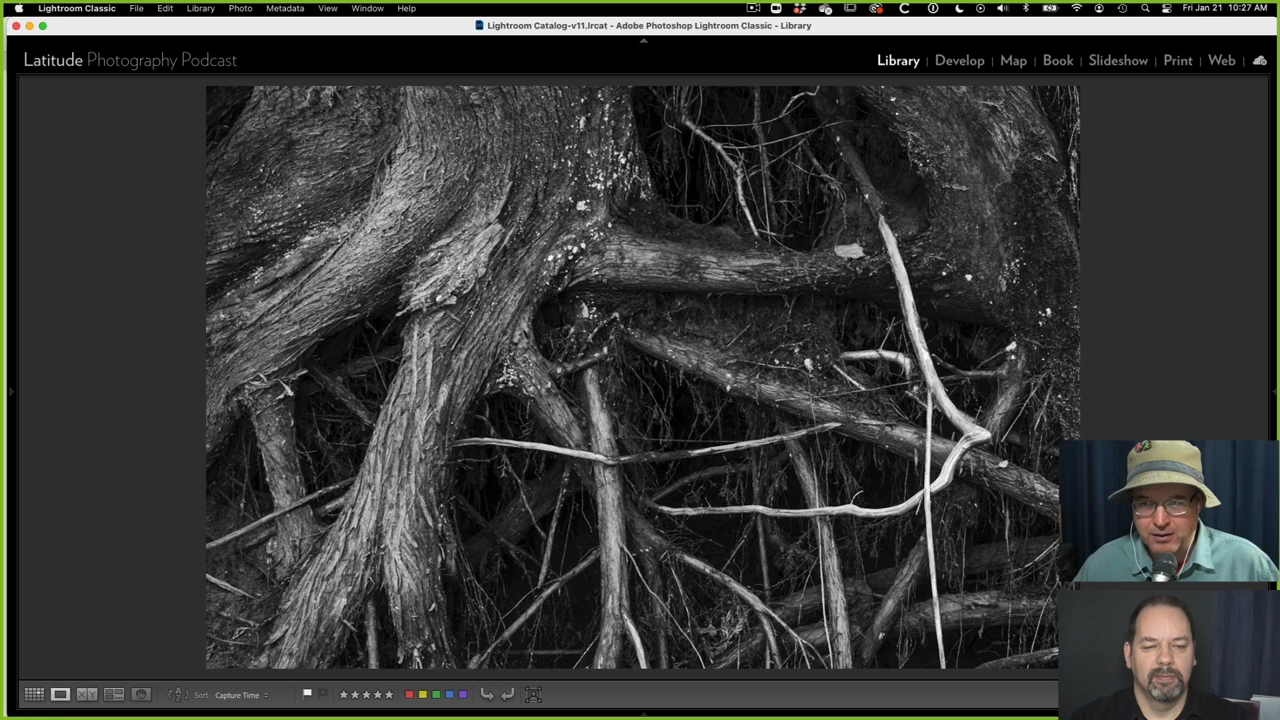 Lightroom Classic File Edit Library Photo Metadata View Window Help Fri Jan 21 10:27 AM
Lightroom Catalog-v11.lrcat - Adobe Photoshop Lightroom Classic - Library
Latitude Photography Podcast
Library | Develop | Map | Book | Slideshow | Print | Web
Sort: Capture Time